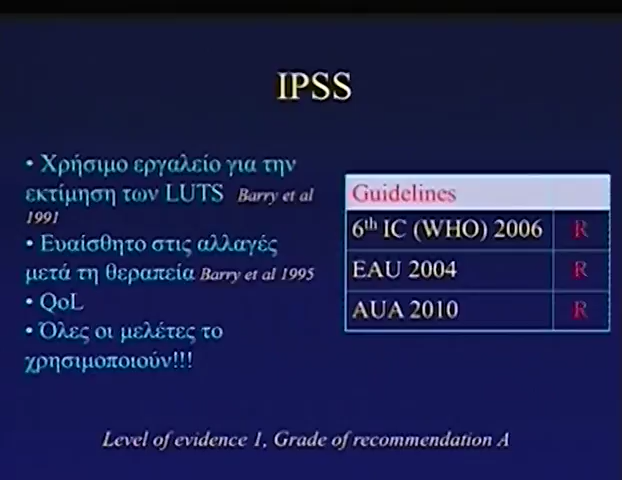 IPSS
• Χρήσιμο εργαλείο για την
εκτίμηση των LUTS Barry et al
1991
• Ευαίσθητο στις αλλαγές
μετά τη θεραπεία Barry et al 1995
• QoL
• Όλες οι μελέτες το
χρησιμοποιούν!!!
Guidelines
6th IC (WHO) 2006 R
EAU 2004 R
AUA 2010 R
Level of evidence 1, Grade of recommendation A